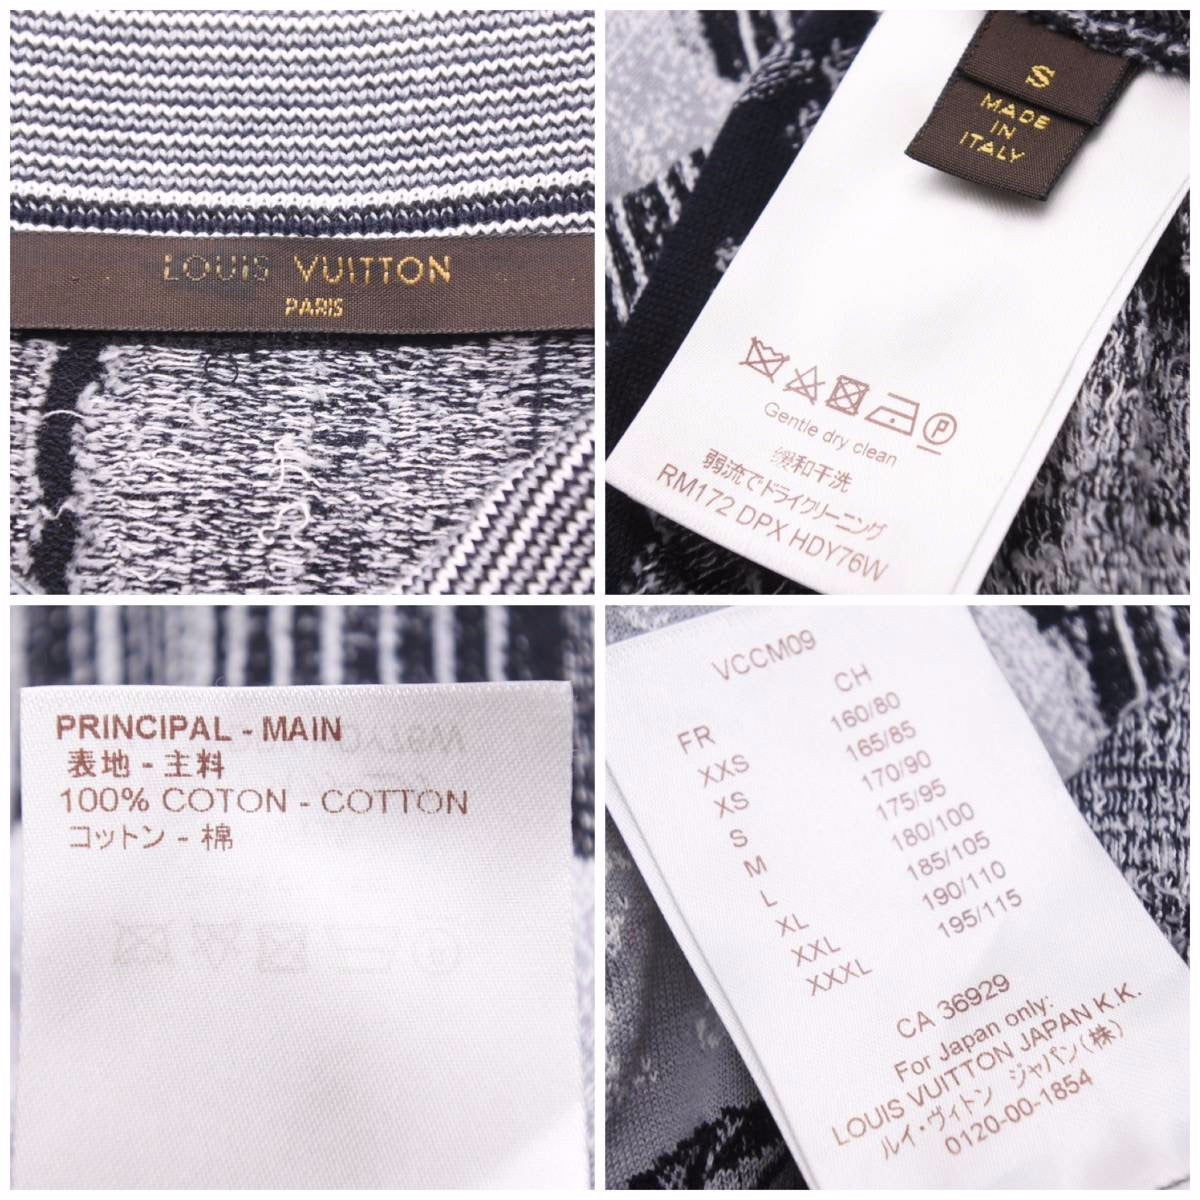 LOUIS VUITTON
PARIS
S
MADE
IN
ITALY
Gentle dry clean
缓和干洗
弱流でドライクリーニング
RM172 DPX HDY76W
PRINCIPAL - MAIN
表地 - 主料
100% COTON - COTTON
コットン - 棉
VCCM09
FR CH
XXS 160/80
XS 165/85
S 170/90
M 175/95
L 180/100
XL 185/105
XXL 190/110
XXXL 195/115
CA 36929
For Japan only:
LOUIS VUITTON JAPAN K.K.
ルイ・ヴィトン ジャパン(株)
0120-00-1854